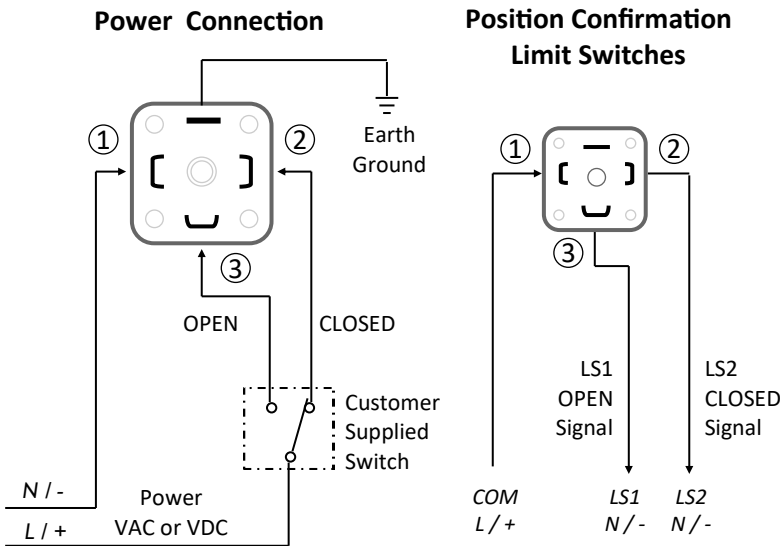 Power Connection
①
②
③
Earth
Ground
OPEN
CLOSED
Customer
Supplied
Switch
N / -
L / +
Power
VAC or VDC
Position Confirmation
Limit Switches
①
②
③
LS1
OPEN
Signal
LS2
CLOSED
Signal
COM
L / +
LS1
N / -
LS2
N / -